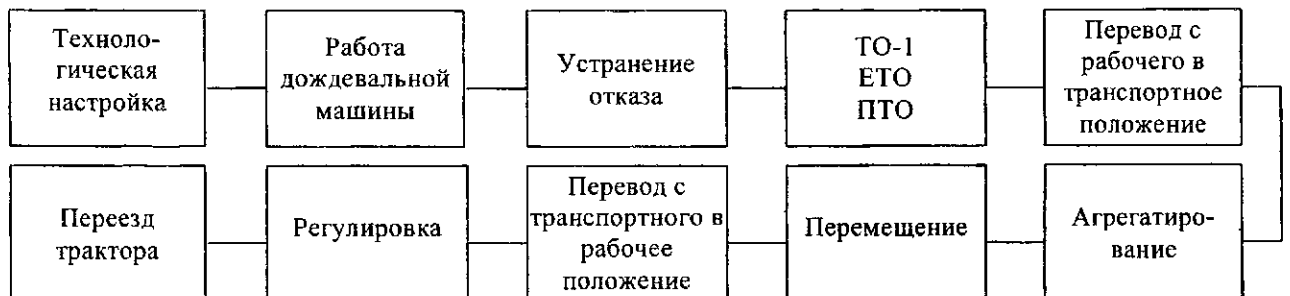 Техноло-
гическая
настройка
Работа
дождевальной
машины
Устранение
отказа
ТО-1
ЕТО
ПТО
Перевод с
рабочего в
транспортное
положение
Переезд
трактора
Регулировка
Перевод с
транспортного в
рабочее
положение
Перемещение
Агрегатиро-
вание